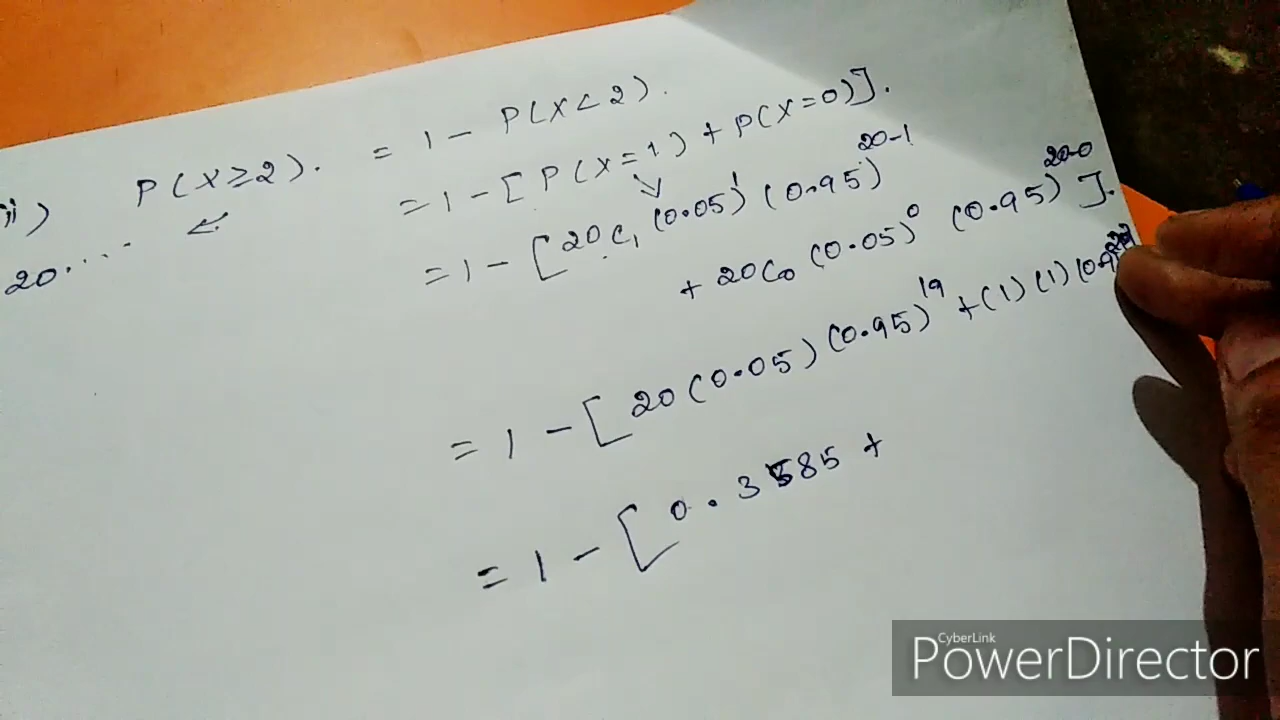 ii) P(X≥2). = 1 - P(X<2).
20....
= 1 - [P(X=1) + P(X=0)].
= 1 - [20C₁ (0.05)¹ (0.95)²⁰⁻¹
+ 20C₀ (0.05)⁰ (0.95)²⁰⁻⁰].
= 1 - [20(0.05) (0.95)¹⁹ + (1) (1)
= 1 - [0.3585 +
CyberLink
PowerDirector